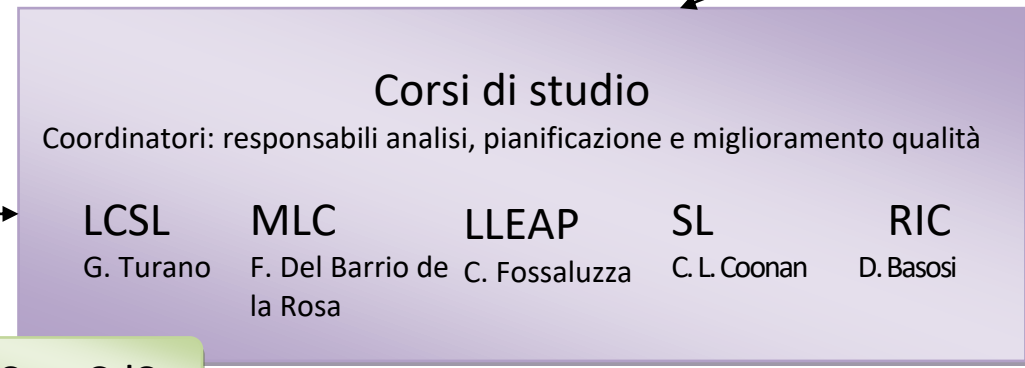 Corsi di studio
Coordinatori: responsabili analisi, pianificazione e miglioramento qualità
LCSL MLC LLEAP SL RIC
G. Turano F. Del Barrio de C. Fossaluzza C. L. Coonan D. Basosi
la Rosa